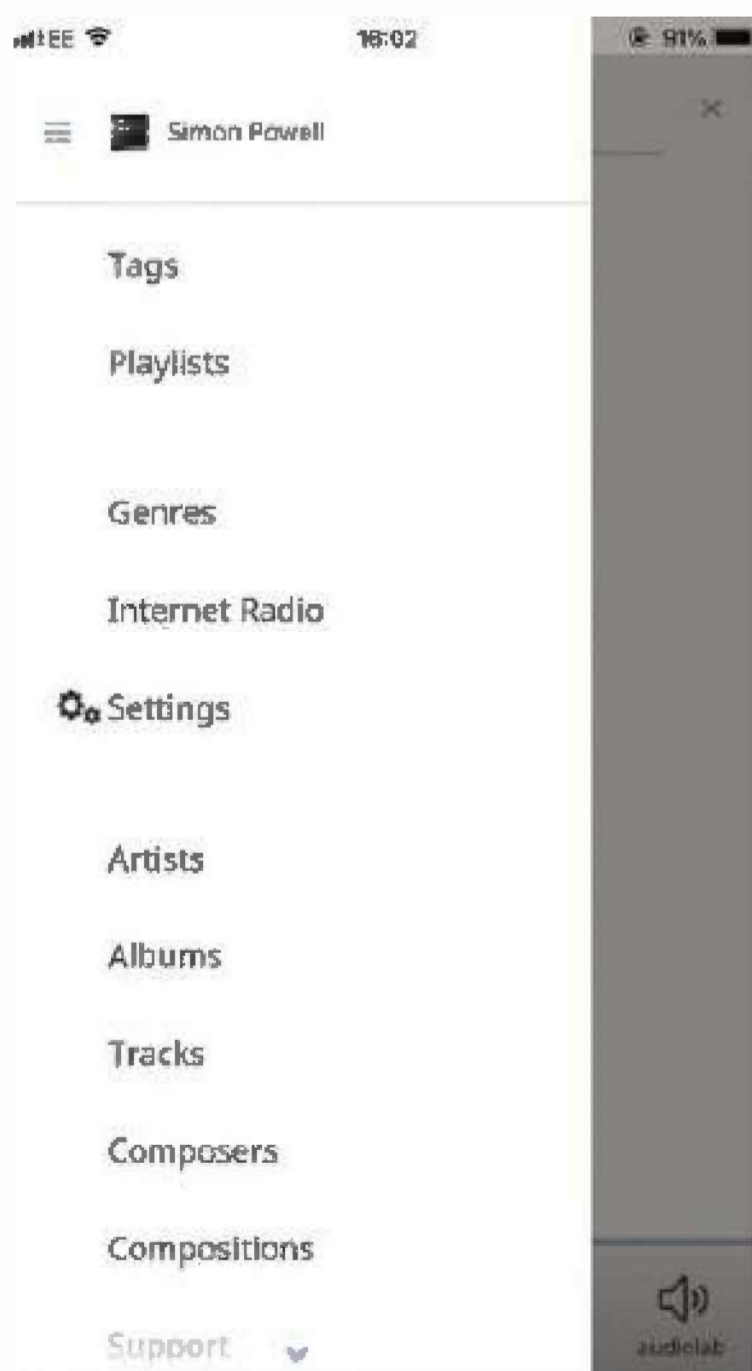 EE 16:02 91%
Simon Powell
Tags
Playlists
Genres
Internet Radio
Settings
Artists
Albums
Tracks
Composers
Compositions
Support
audiolab